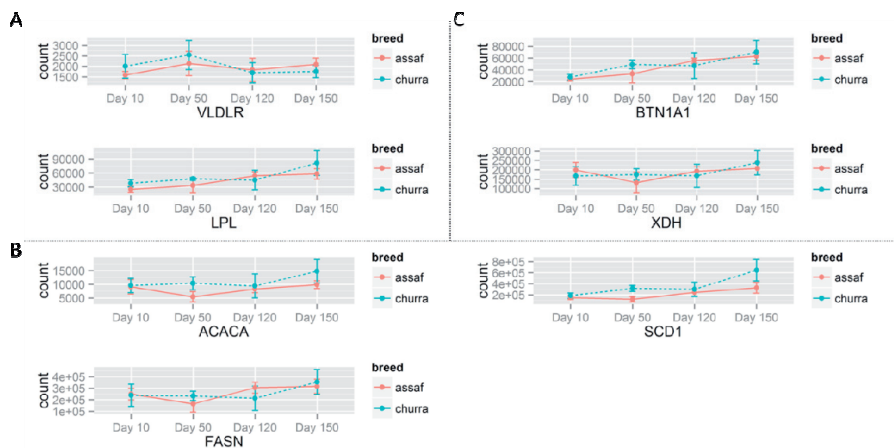 A
count
3000
2500
2000
1500
Day 10 Day 50 Day 120 Day 150
VLDLR
breed
assaf
churra
count
90000
60000
30000
Day 10 Day 50 Day 120 Day 150
LPL
breed
assaf
churra
C
count
80000
60000
40000
20000
Day 10 Day 50 Day 120 Day 150
BTN1A1
breed
assaf
churra
count
300000
250000
200000
150000
100000
Day 10 Day 50 Day 120 Day 150
XDH
breed
assaf
churra
B
count
15000
10000
5000
Day 10 Day 50 Day 120 Day 150
ACACA
breed
assaf
churra
count
8e+05
6e+05
4e+05
2e+05
Day 10 Day 50 Day 120 Day 150
SCD1
breed
assaf
churra
count
4e+05
3e+05
2e+05
1e+05
Day 10 Day 50 Day 120 Day 150
FASN
breed
assaf
churra